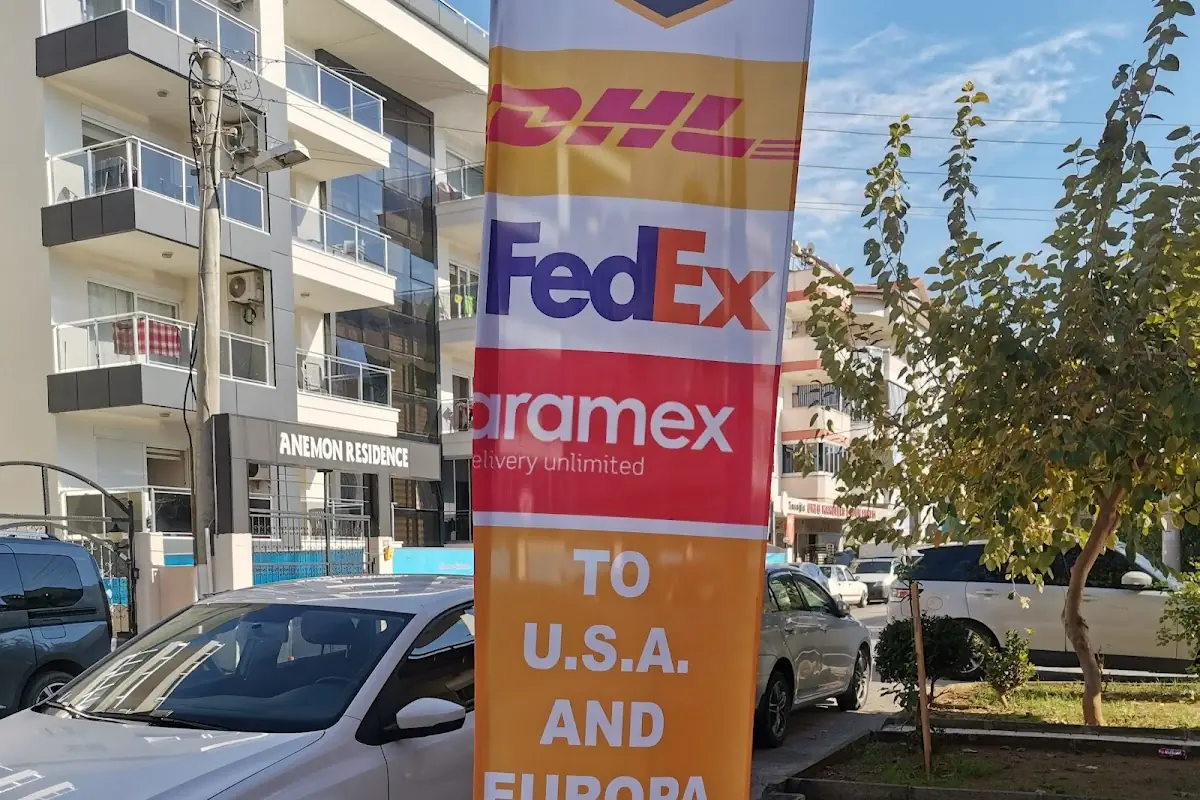 DHL
FedEx
aramex
elivery unlimited
TO
U.S.A.
AND
EUROPA
ANEMON RESIDENCE